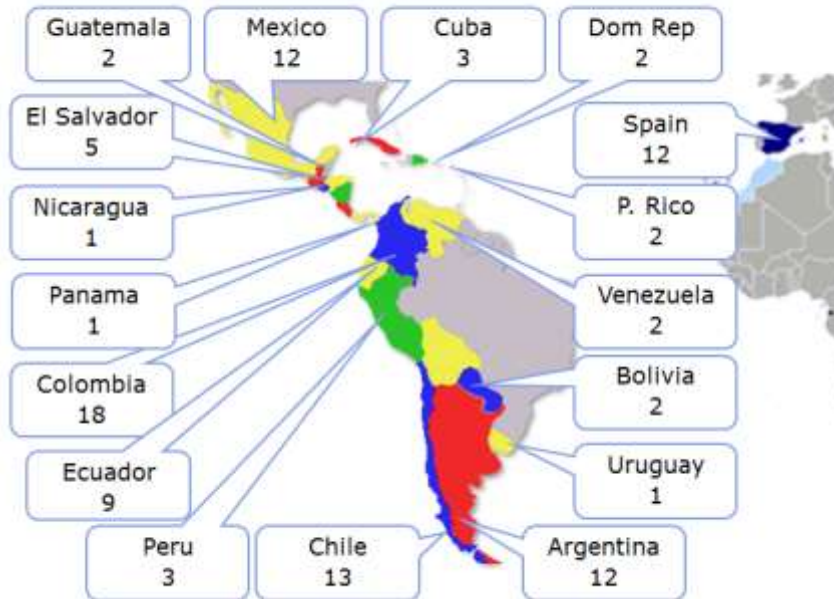 Guatemala
2
Mexico
12
Cuba
3
Dom Rep
2
El Salvador
5
Spain
12
Nicaragua
1
P. Rico
2
Panama
1
Venezuela
2
Colombia
18
Bolivia
2
Ecuador
9
Uruguay
1
Peru
3
Chile
13
Argentina
12